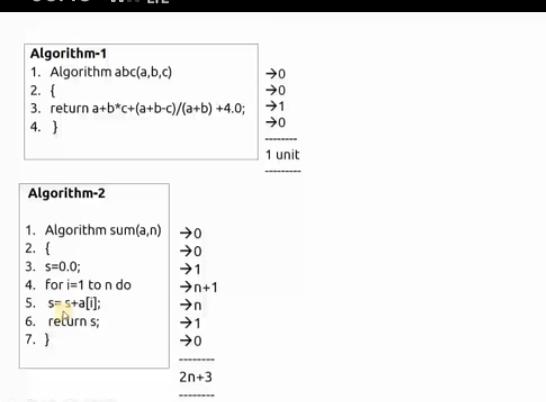 Algorithm-1
1. Algorithm abc(a,b,c) →0
2. { →0
3. return a+b*c+(a+b-c)/(a+b) +4.0; →1
4. } →0
--------
1 unit
---------
Algorithm-2
1. Algorithm sum(a,n) →0
2. { →0
3. s=0.0; →1
4. for i=1 to n do →n+1
5. s= s+a[i]; →n
6. return s; →1
7. } →0
--------
2n+3
--------